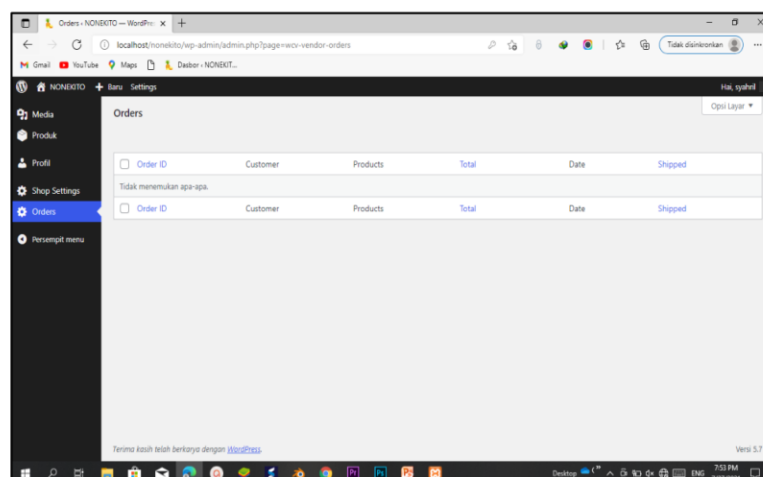 Orders ‹ NONEKITO — WordPre
localhost/nonekito/wp-admin/admin.php?page=wcv-vendor-orders
Tidak disinkronkan
Gmail YouTube Maps Dasbor ‹ NONEKIT...
NONEKITO + Baru Settings Hai, syahril
Media
Produk
Profil
Shop Settings
Orders
Persempit menu
Orders
Opsi Layar ▼
Order ID Customer Products Total Date Shipped
Tidak menemukan apa-apa.
Order ID Customer Products Total Date Shipped
Terima kasih telah berkarya dengan WordPress.
Versi 5.7
Pr Ps
Desktop ENG 7:53 PM